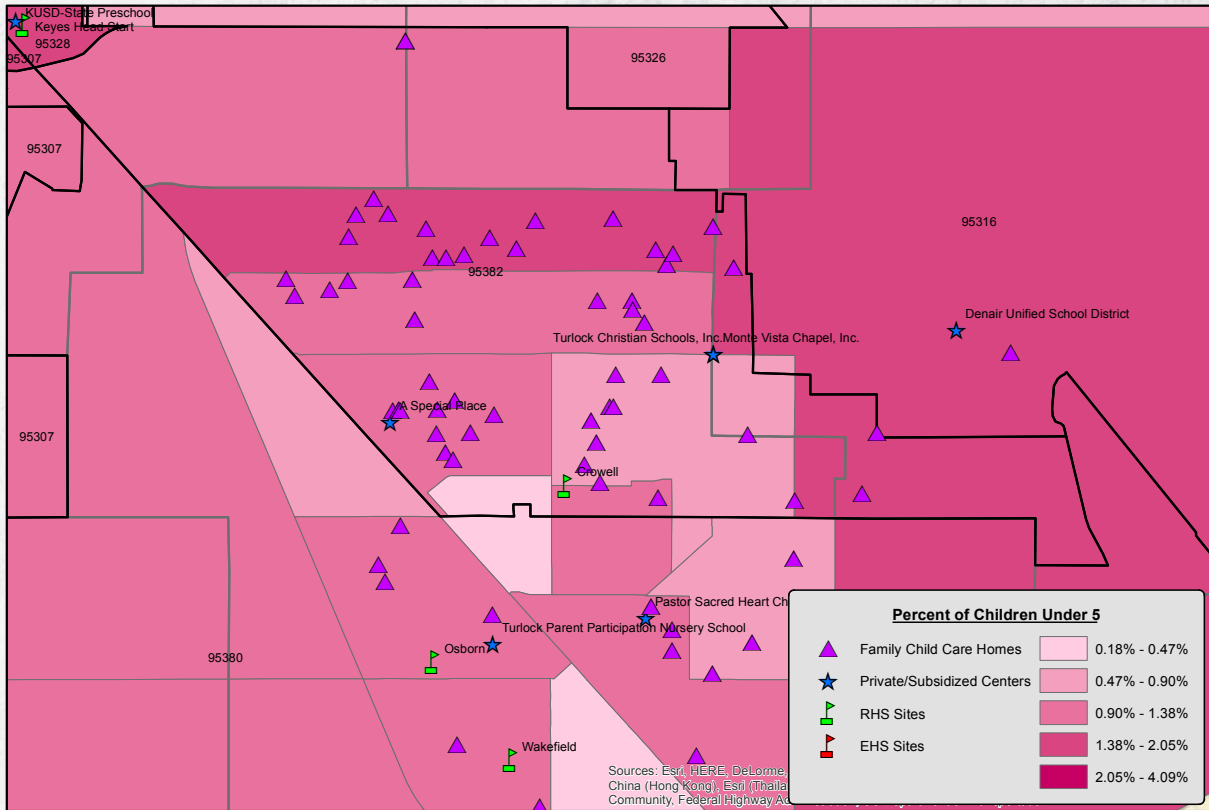 KUSD-State Preschool
Keyes Head Start
95328
95307
95326
95307
95316
95382
Denair Unified School District
Turlock Christian Schools, Inc.Monte Vista Chapel, Inc.
A Special Place
95307
Crowell
Pastor Sacred Heart Ch
Turlock Parent Participation Nursery School
Osborn
95380
Wakefield
Percent of Children Under 5
Family Child Care Homes
Private/Subsidized Centers
RHS Sites
EHS Sites
0.18% - 0.47%
0.47% - 0.90%
0.90% - 1.38%
1.38% - 2.05%
2.05% - 4.09%
Sources: Esri, HERE, DeLorme,
China (Hong Kong), Esri (Thaila
Community, Federal Highway Ad